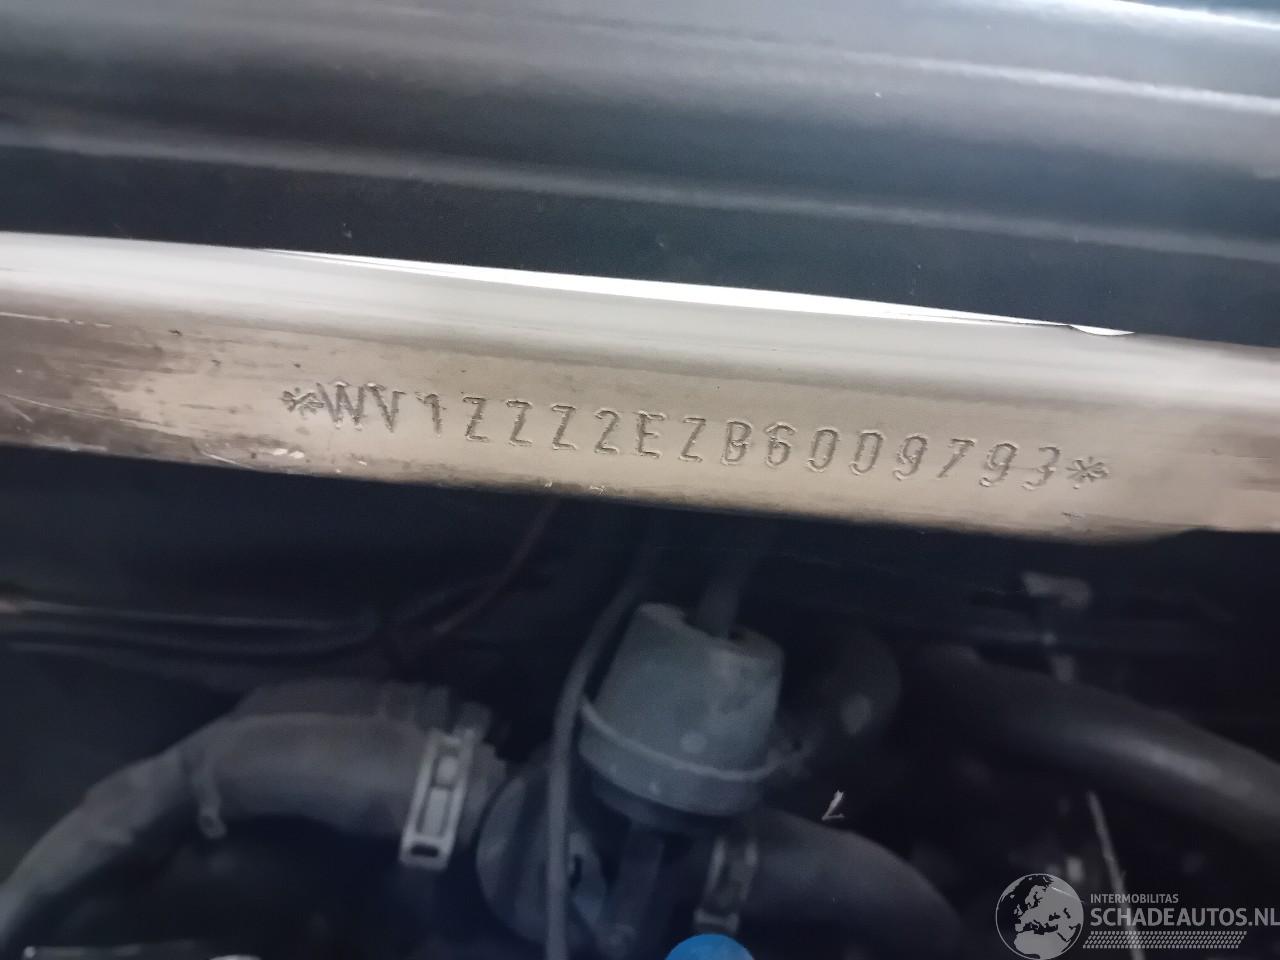 *WV1ZZZ2EZB6009793*
INTERMOBILITAS
SCHADEAUTOS.NL